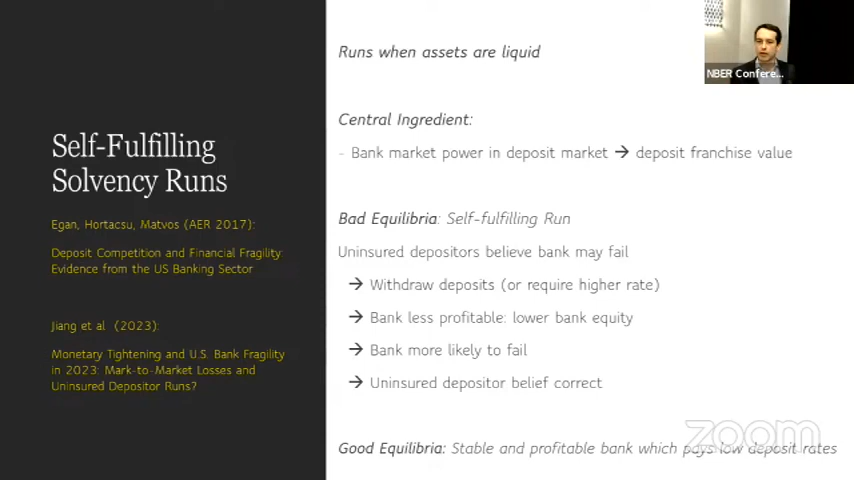 Self-Fulfilling
Solvency Runs
Egan, Hortacsu, Matvos (AER 2017):
Deposit Competition and Financial Fragility:
Evidence from the US Banking Sector
Jiang et al (2023):
Monetary Tightening and U.S. Bank Fragility
in 2023: Mark-to-Market Losses and
Uninsured Depositor Runs?
Runs when assets are liquid
Central Ingredient:
- Bank market power in deposit market → deposit franchise value
Bad Equilibria: Self-fulfilling Run
Uninsured depositors believe bank may fail
→ Withdraw deposits (or require higher rate)
→ Bank less profitable: lower bank equity
→ Bank more likely to fail
→ Uninsured depositor belief correct
Good Equilibria: Stable and profitable bank which pays low deposit rates
NBER Confere...
zoom